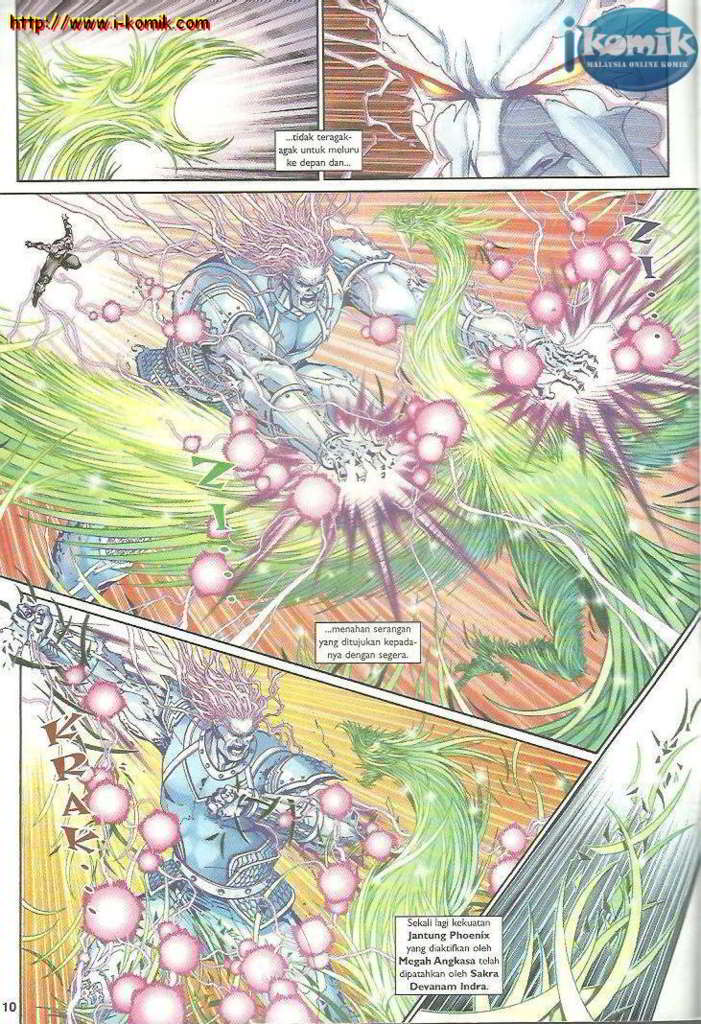 http://www.i-komik.com
ikomik
MALAYSIA ONLINE KOMIK
...tidak teragak-
agak untuk meluru
ke depan dan...
ZI...
ZI...
...menahan serangan
yang ditujukan kepada-
nya dengan segera.
KRAK
Sekali lagi kekuatan
Jantung Phoenix
yang diaktifkan oleh
Megah Angkasa telah
dipatahkan oleh Sakra
Devanam Indra.
10